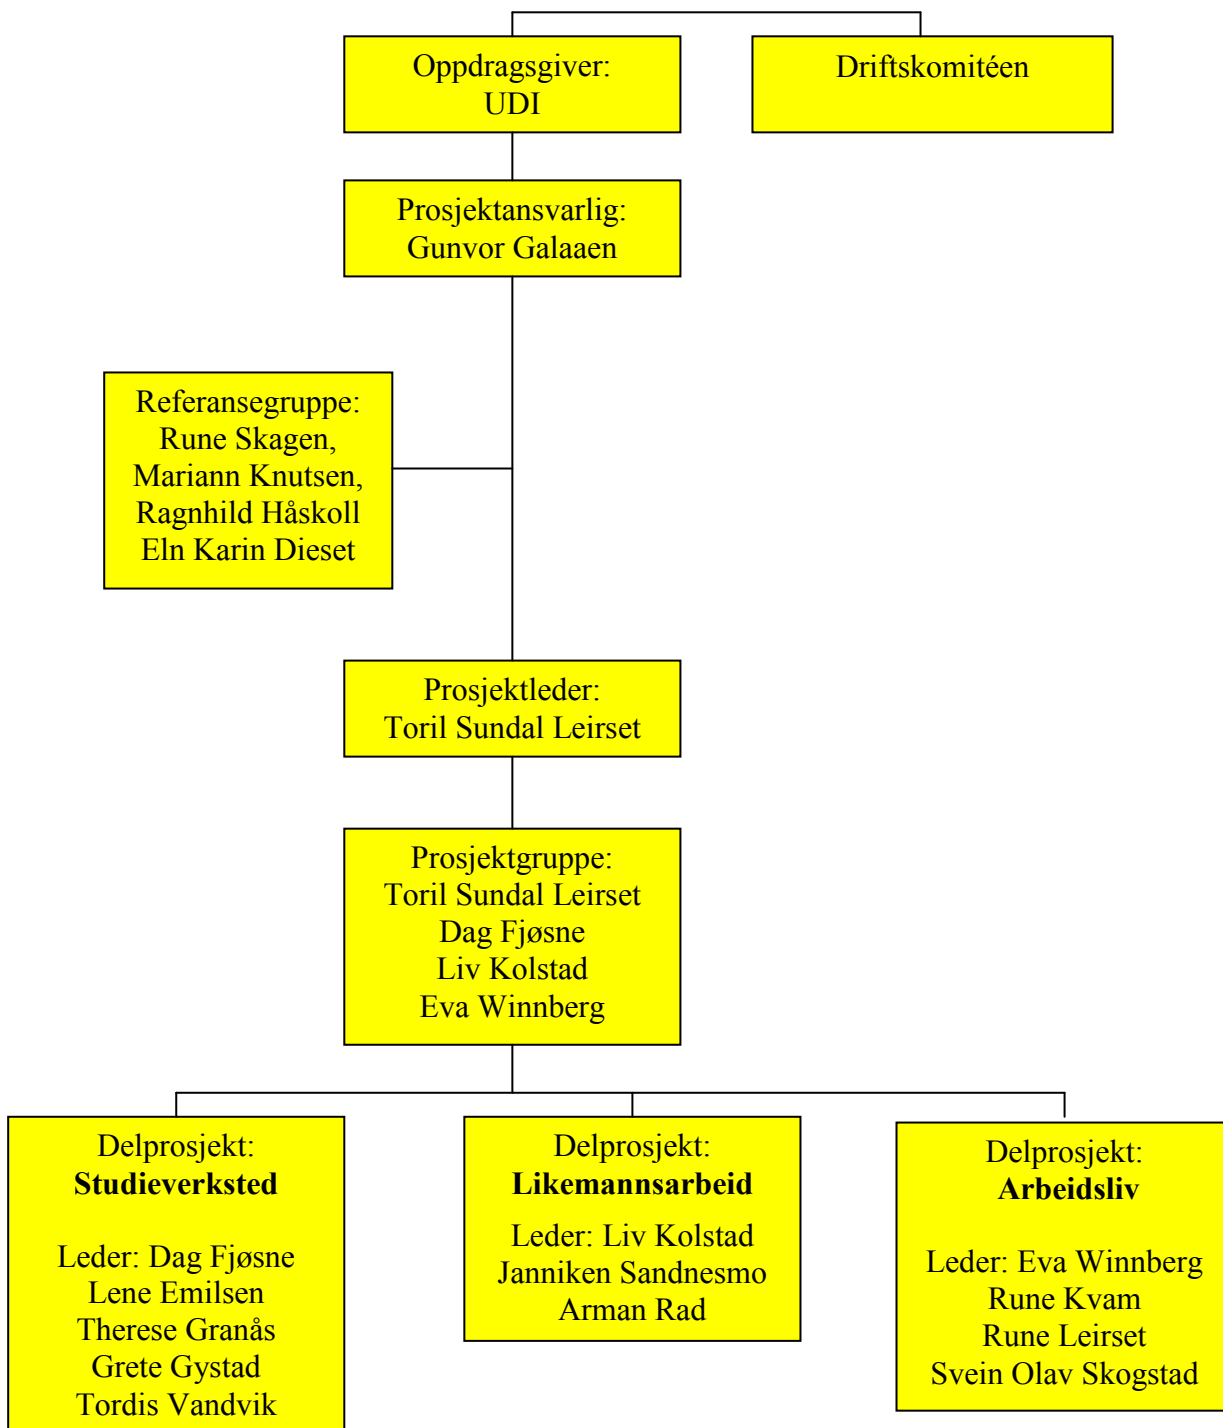 Oppdragsgiver:
UDI
Driftskomitéen
Prosjektansvarlig:
Gunvor Galaaen
Referansegruppe:
Rune Skagen,
Mariann Knutsen,
Ragnhild Håskoll
Eln Karin Dieset
Prosjektleder:
Toril Sundal Leirset
Prosjektgruppe:
Toril Sundal Leirset
Dag Fjøsne
Liv Kolstad
Eva Winnberg
Delprosjekt:
Studieverksted
Leder: Dag Fjøsne
Lene Emilsen
Therese Granås
Grete Gystad
Tordis Vandvik
Delprosjekt:
Likemannsarbeid
Leder: Liv Kolstad
Janniken Sandnesmo
Arman Rad
Delprosjekt:
Arbeidsliv
Leder: Eva Winnberg
Rune Kvam
Rune Leirset
Svein Olav Skogstad